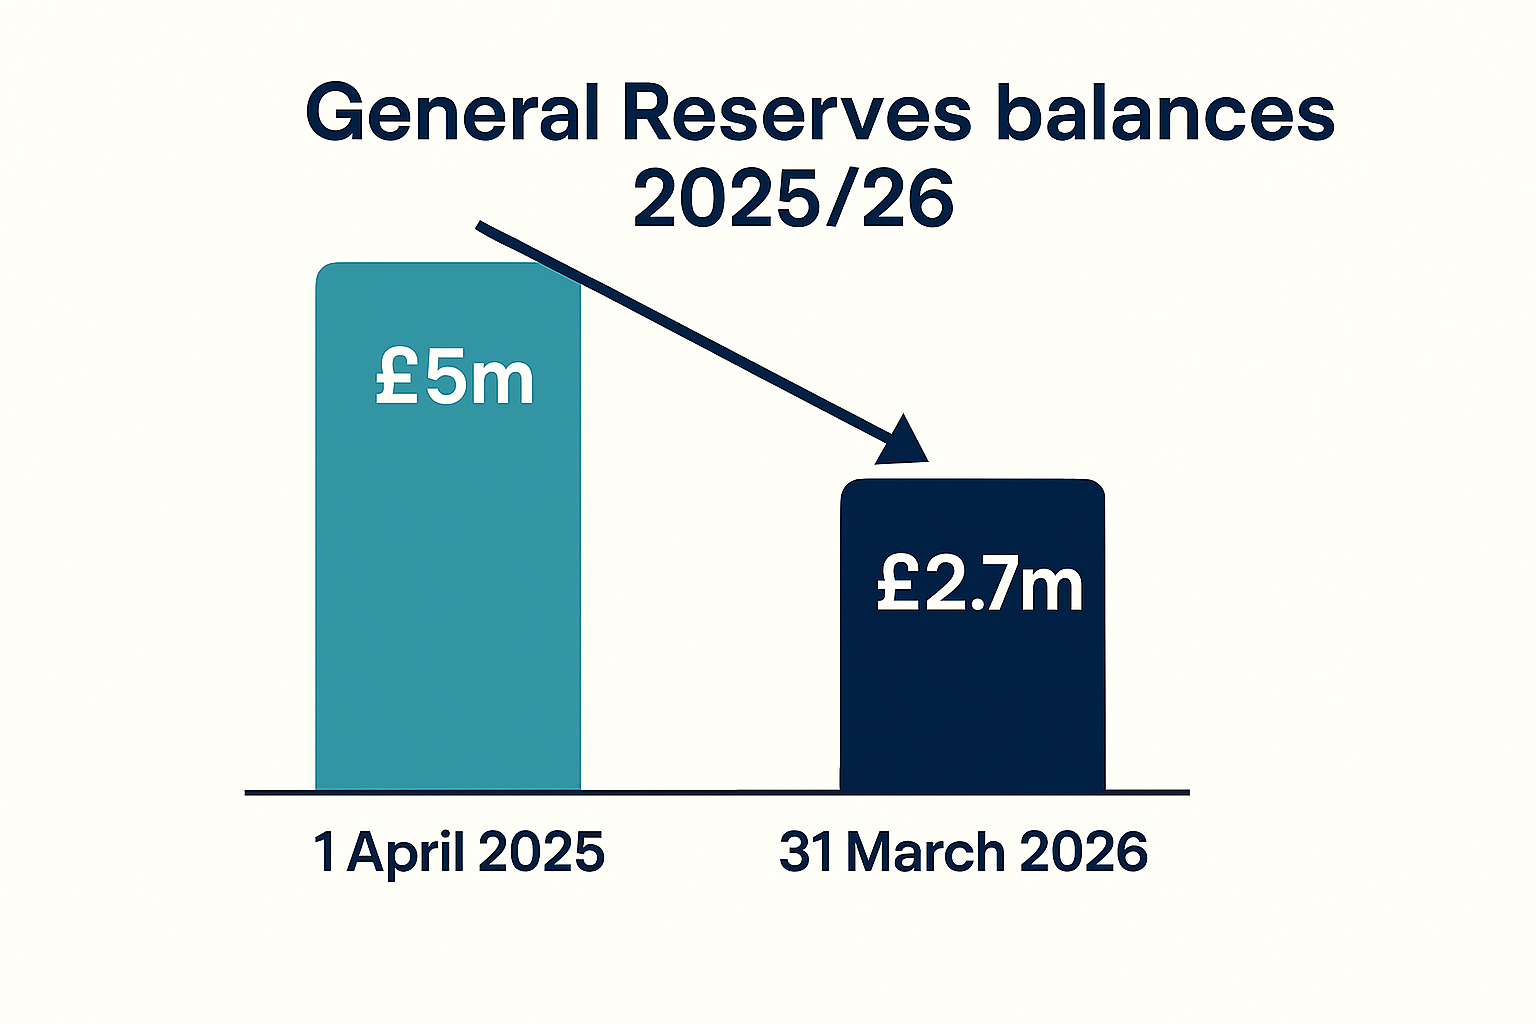 General Reserves balances
2025/26
£5m
£2.7m
1 April 2025
31 March 2026